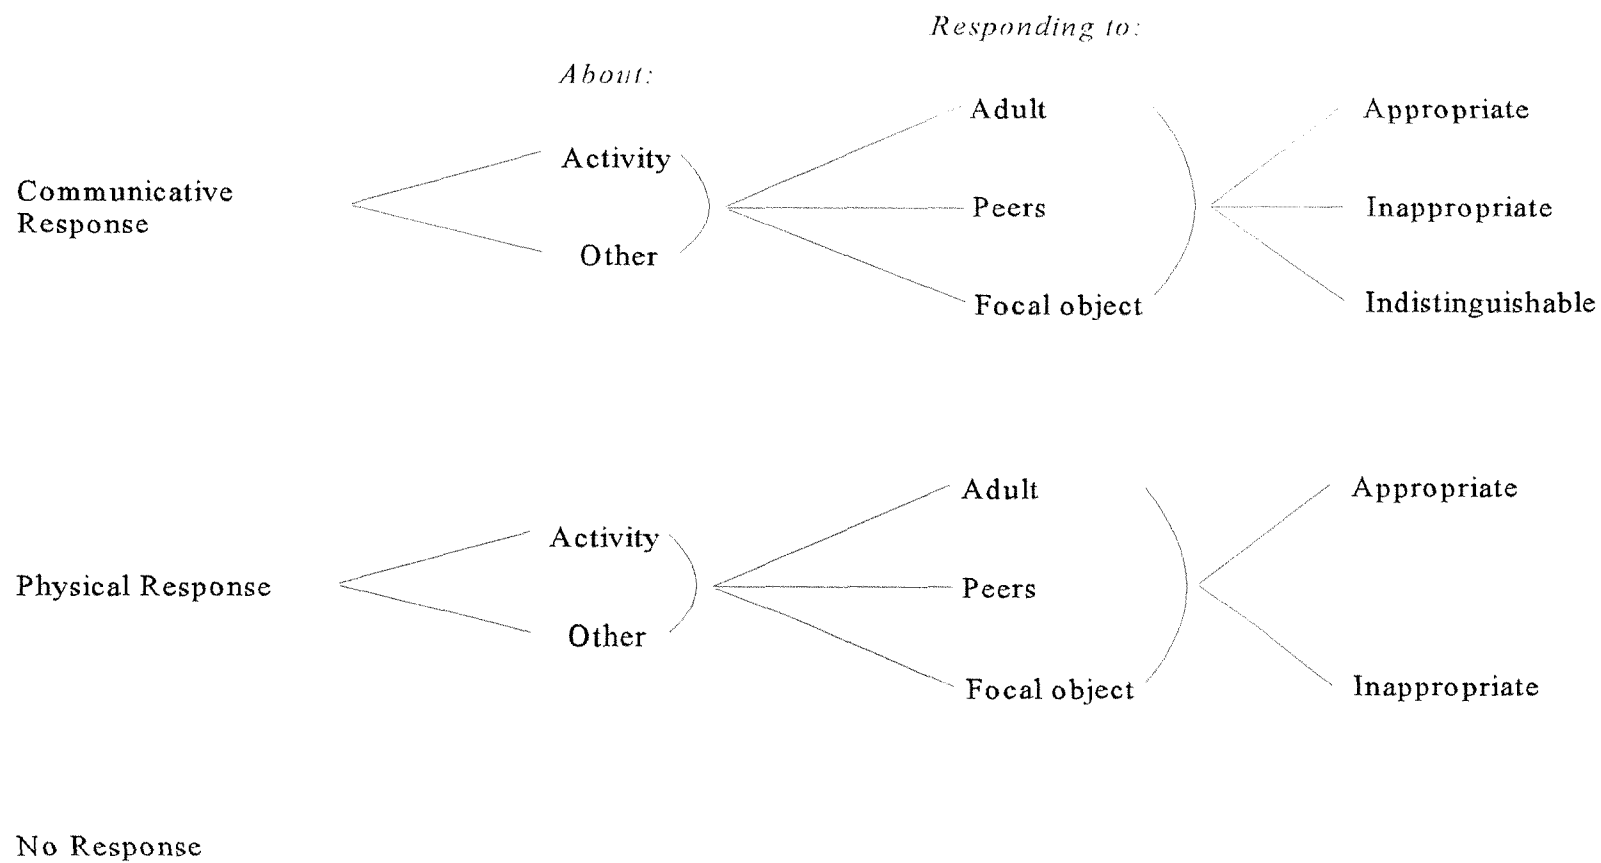 Responding to:
About:
Adult
Appropriate
Activity
Communicative
Response
Peers
Inappropriate
Other
Focal object
Indistinguishable
Adult
Appropriate
Activity
Physical Response
Peers
Other
Focal object
Inappropriate
No Response